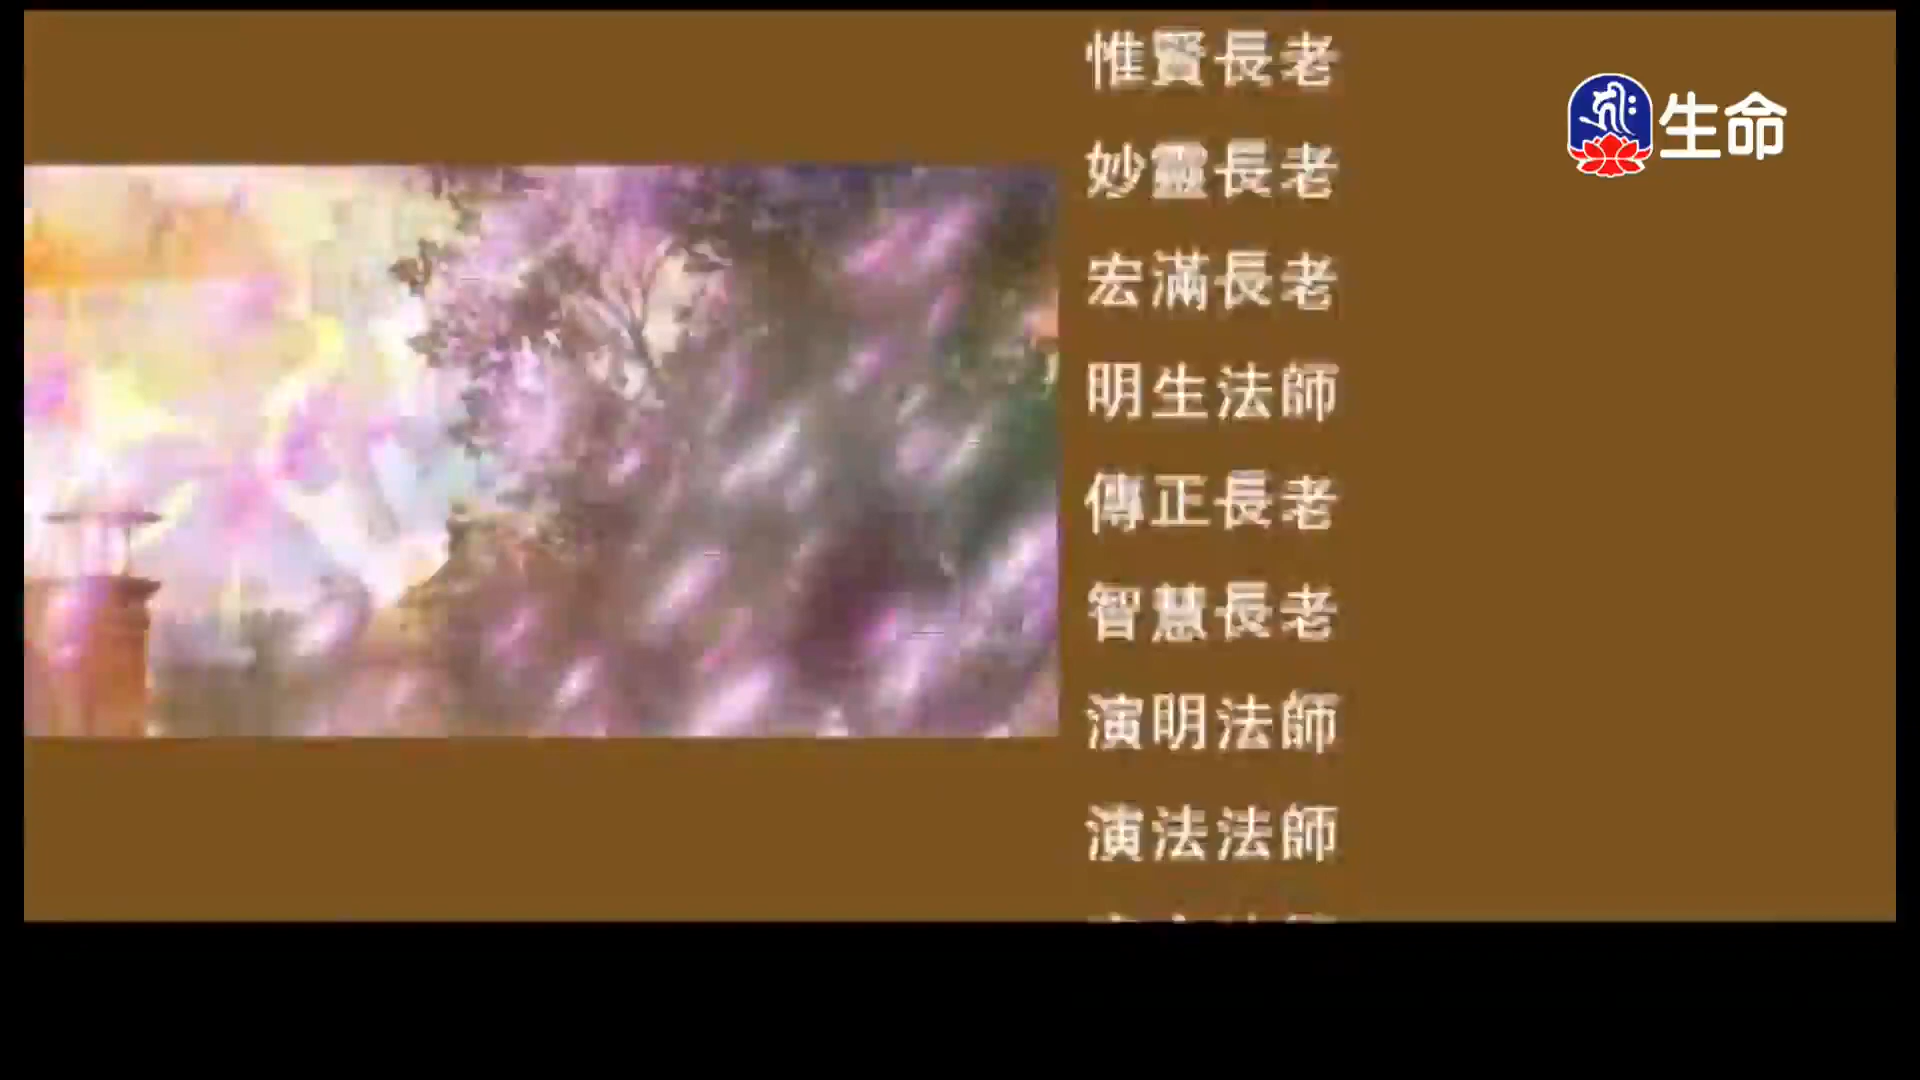 惟賢長老
生命
妙靈長老
宏滿長老
明生法師
傳正長老
智慧長老
演明法師
演法法師